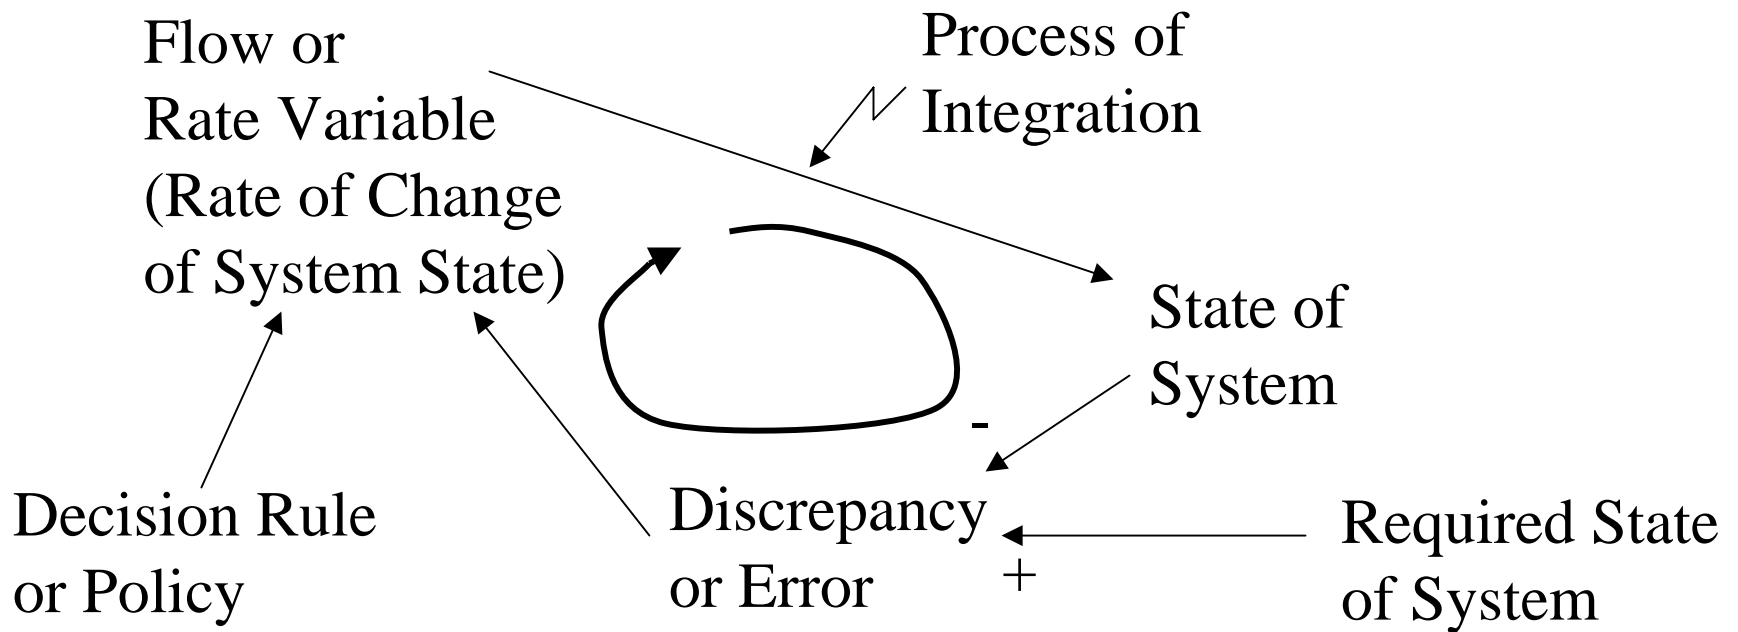 Flow or
Rate Variable
(Rate of Change
of System State)
Process of
Integration
State of
System
-
Decision Rule
or Policy
Discrepancy
or Error
+
Required State
of System